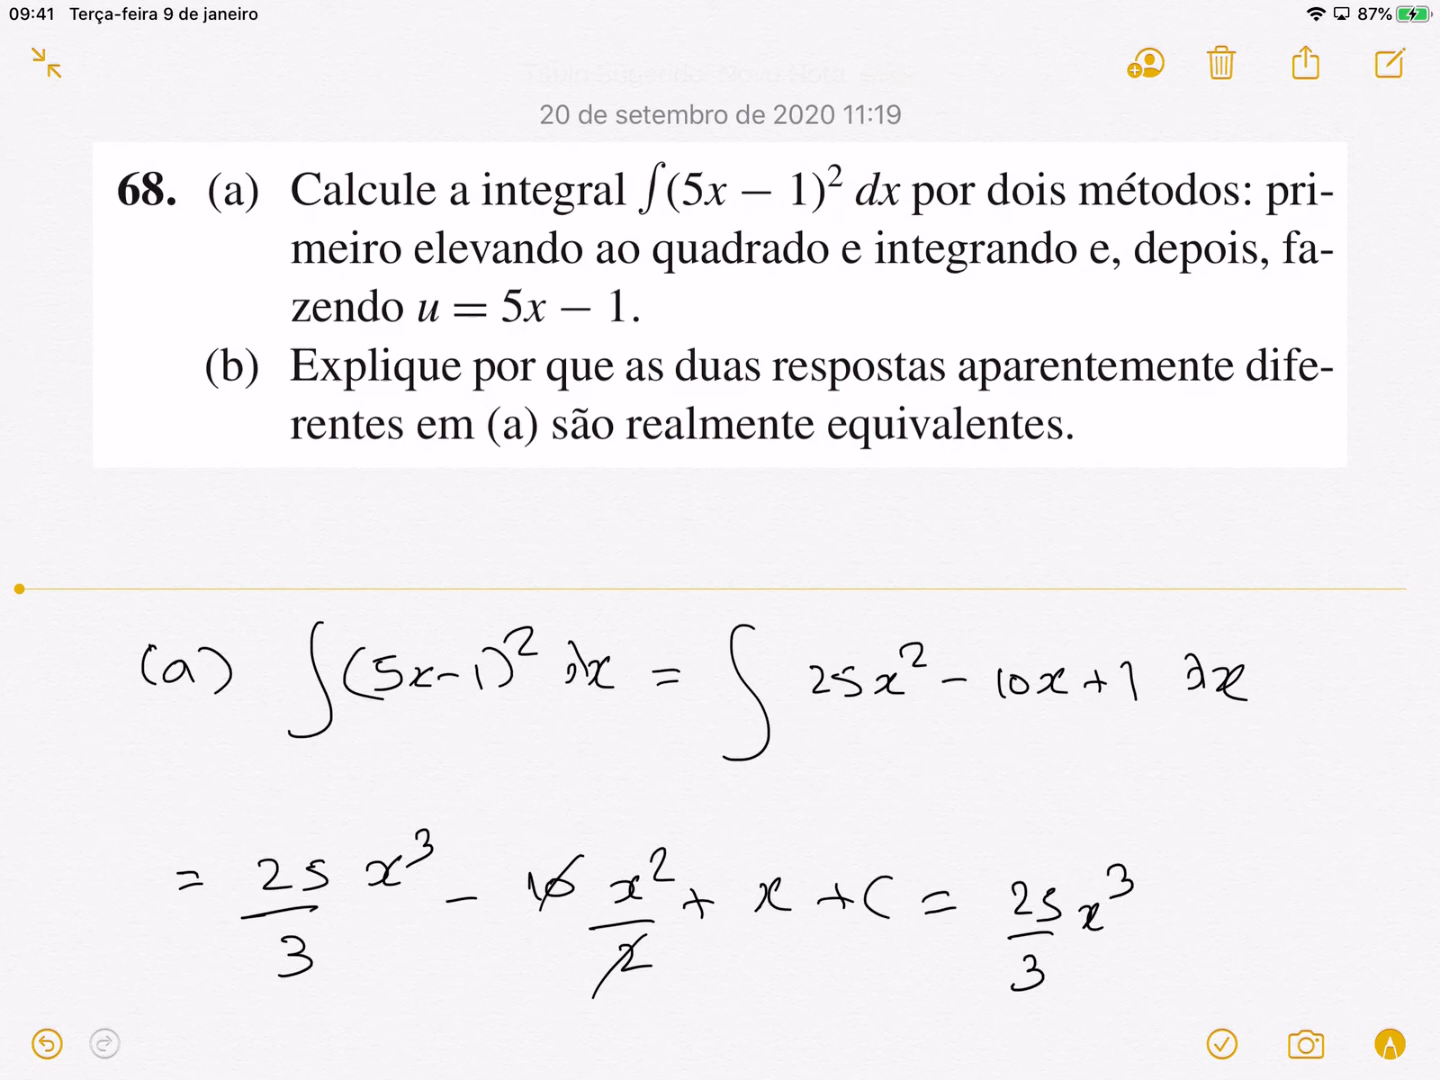 09:41 Terça-feira 9 de janeiro 87%
20 de setembro de 2020 11:19
68. (a) Calcule a integral ∫(5x − 1)² dx por dois métodos: pri-
meiro elevando ao quadrado e integrando e, depois, fa-
zendo u = 5x − 1.
(b) Explique por que as duas respostas aparentemente dife-
rentes em (a) são realmente equivalentes.
(a) ∫(5x-1)² dx = ∫ 25x² - 10x + 1 dx
= 25/3 x³ - 10 x²/2 + x + C = 25/3 x³